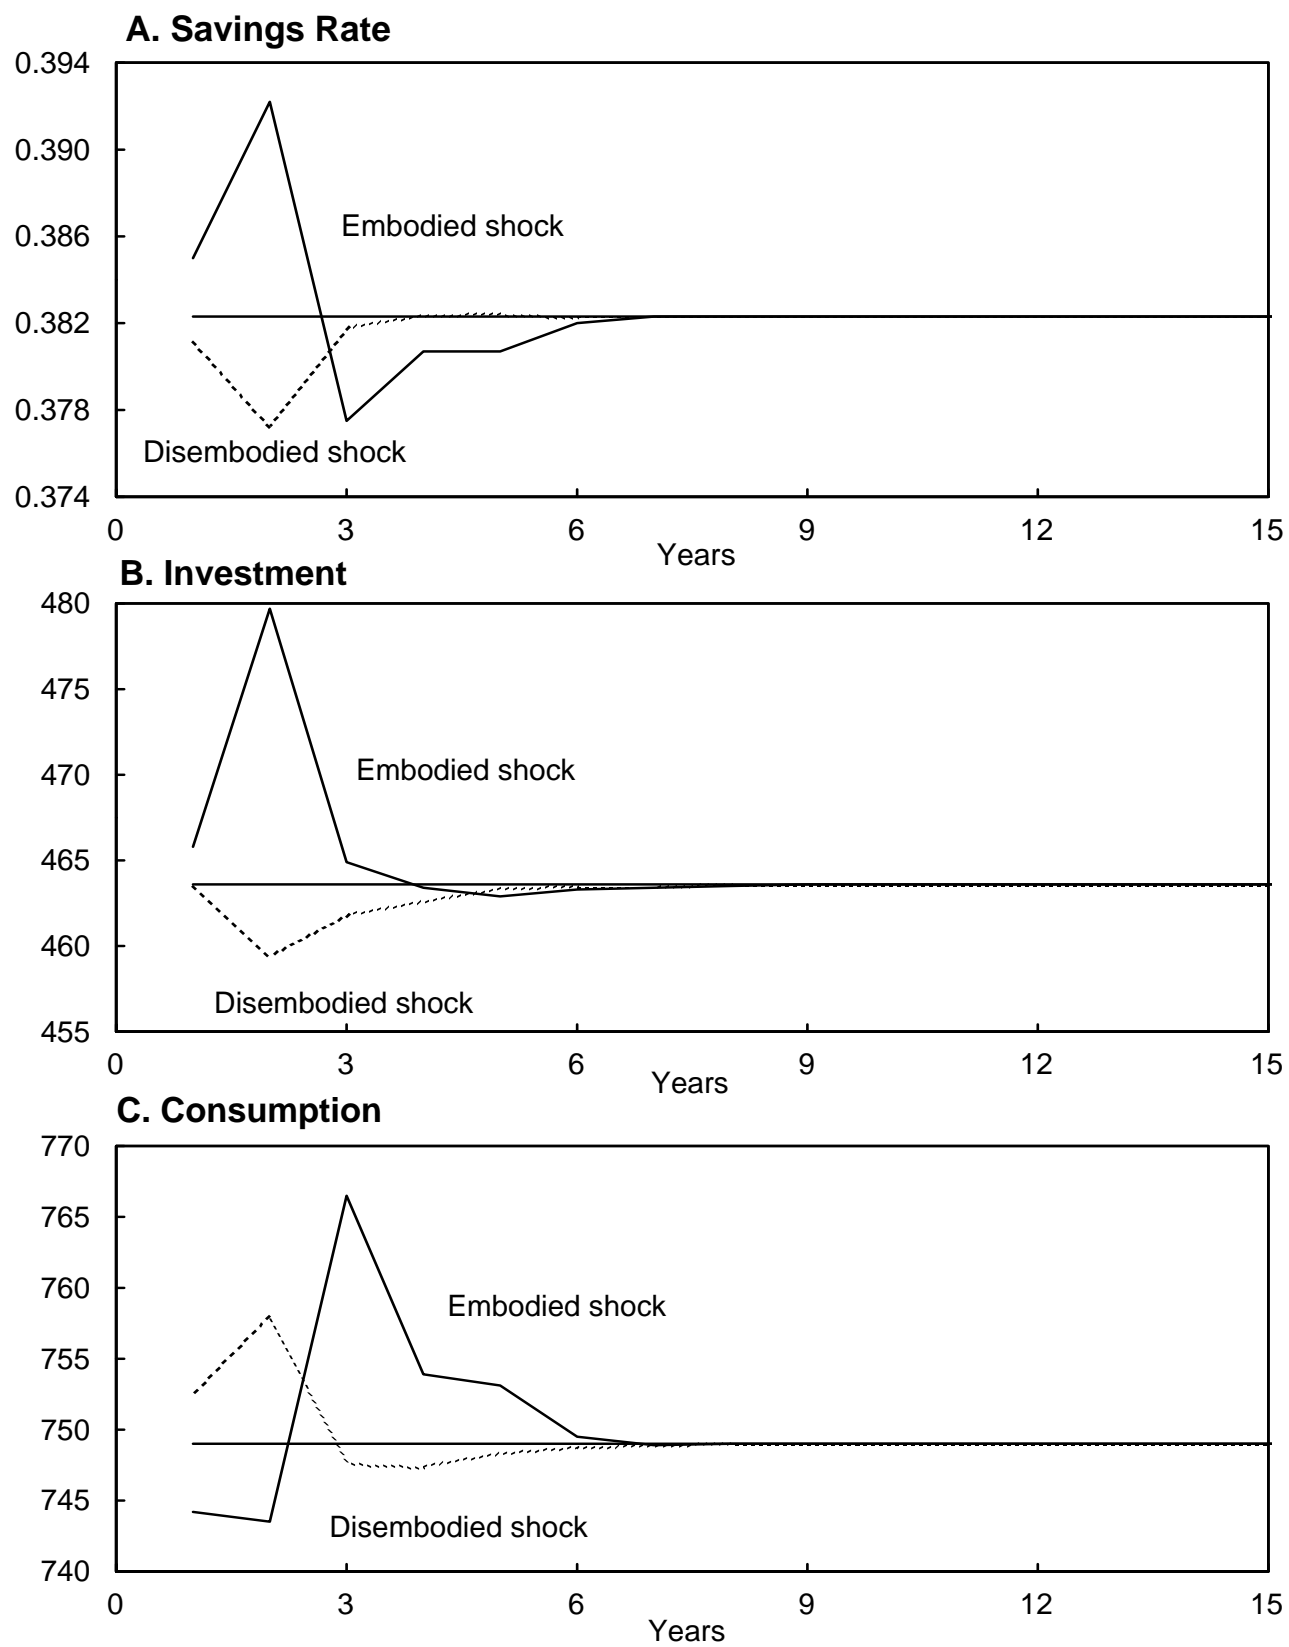 A. Savings Rate
0.394
0.390
0.386
0.382
0.378
0.374
Embodied shock
Disembodied shock
0 3 6 9 12 15
Years
B. Investment
480
475
470
465
460
455
Embodied shock
Disembodied shock
0 3 6 9 12 15
Years
C. Consumption
770
765
760
755
750
745
740
Embodied shock
Disembodied shock
0 3 6 9 12 15
Years